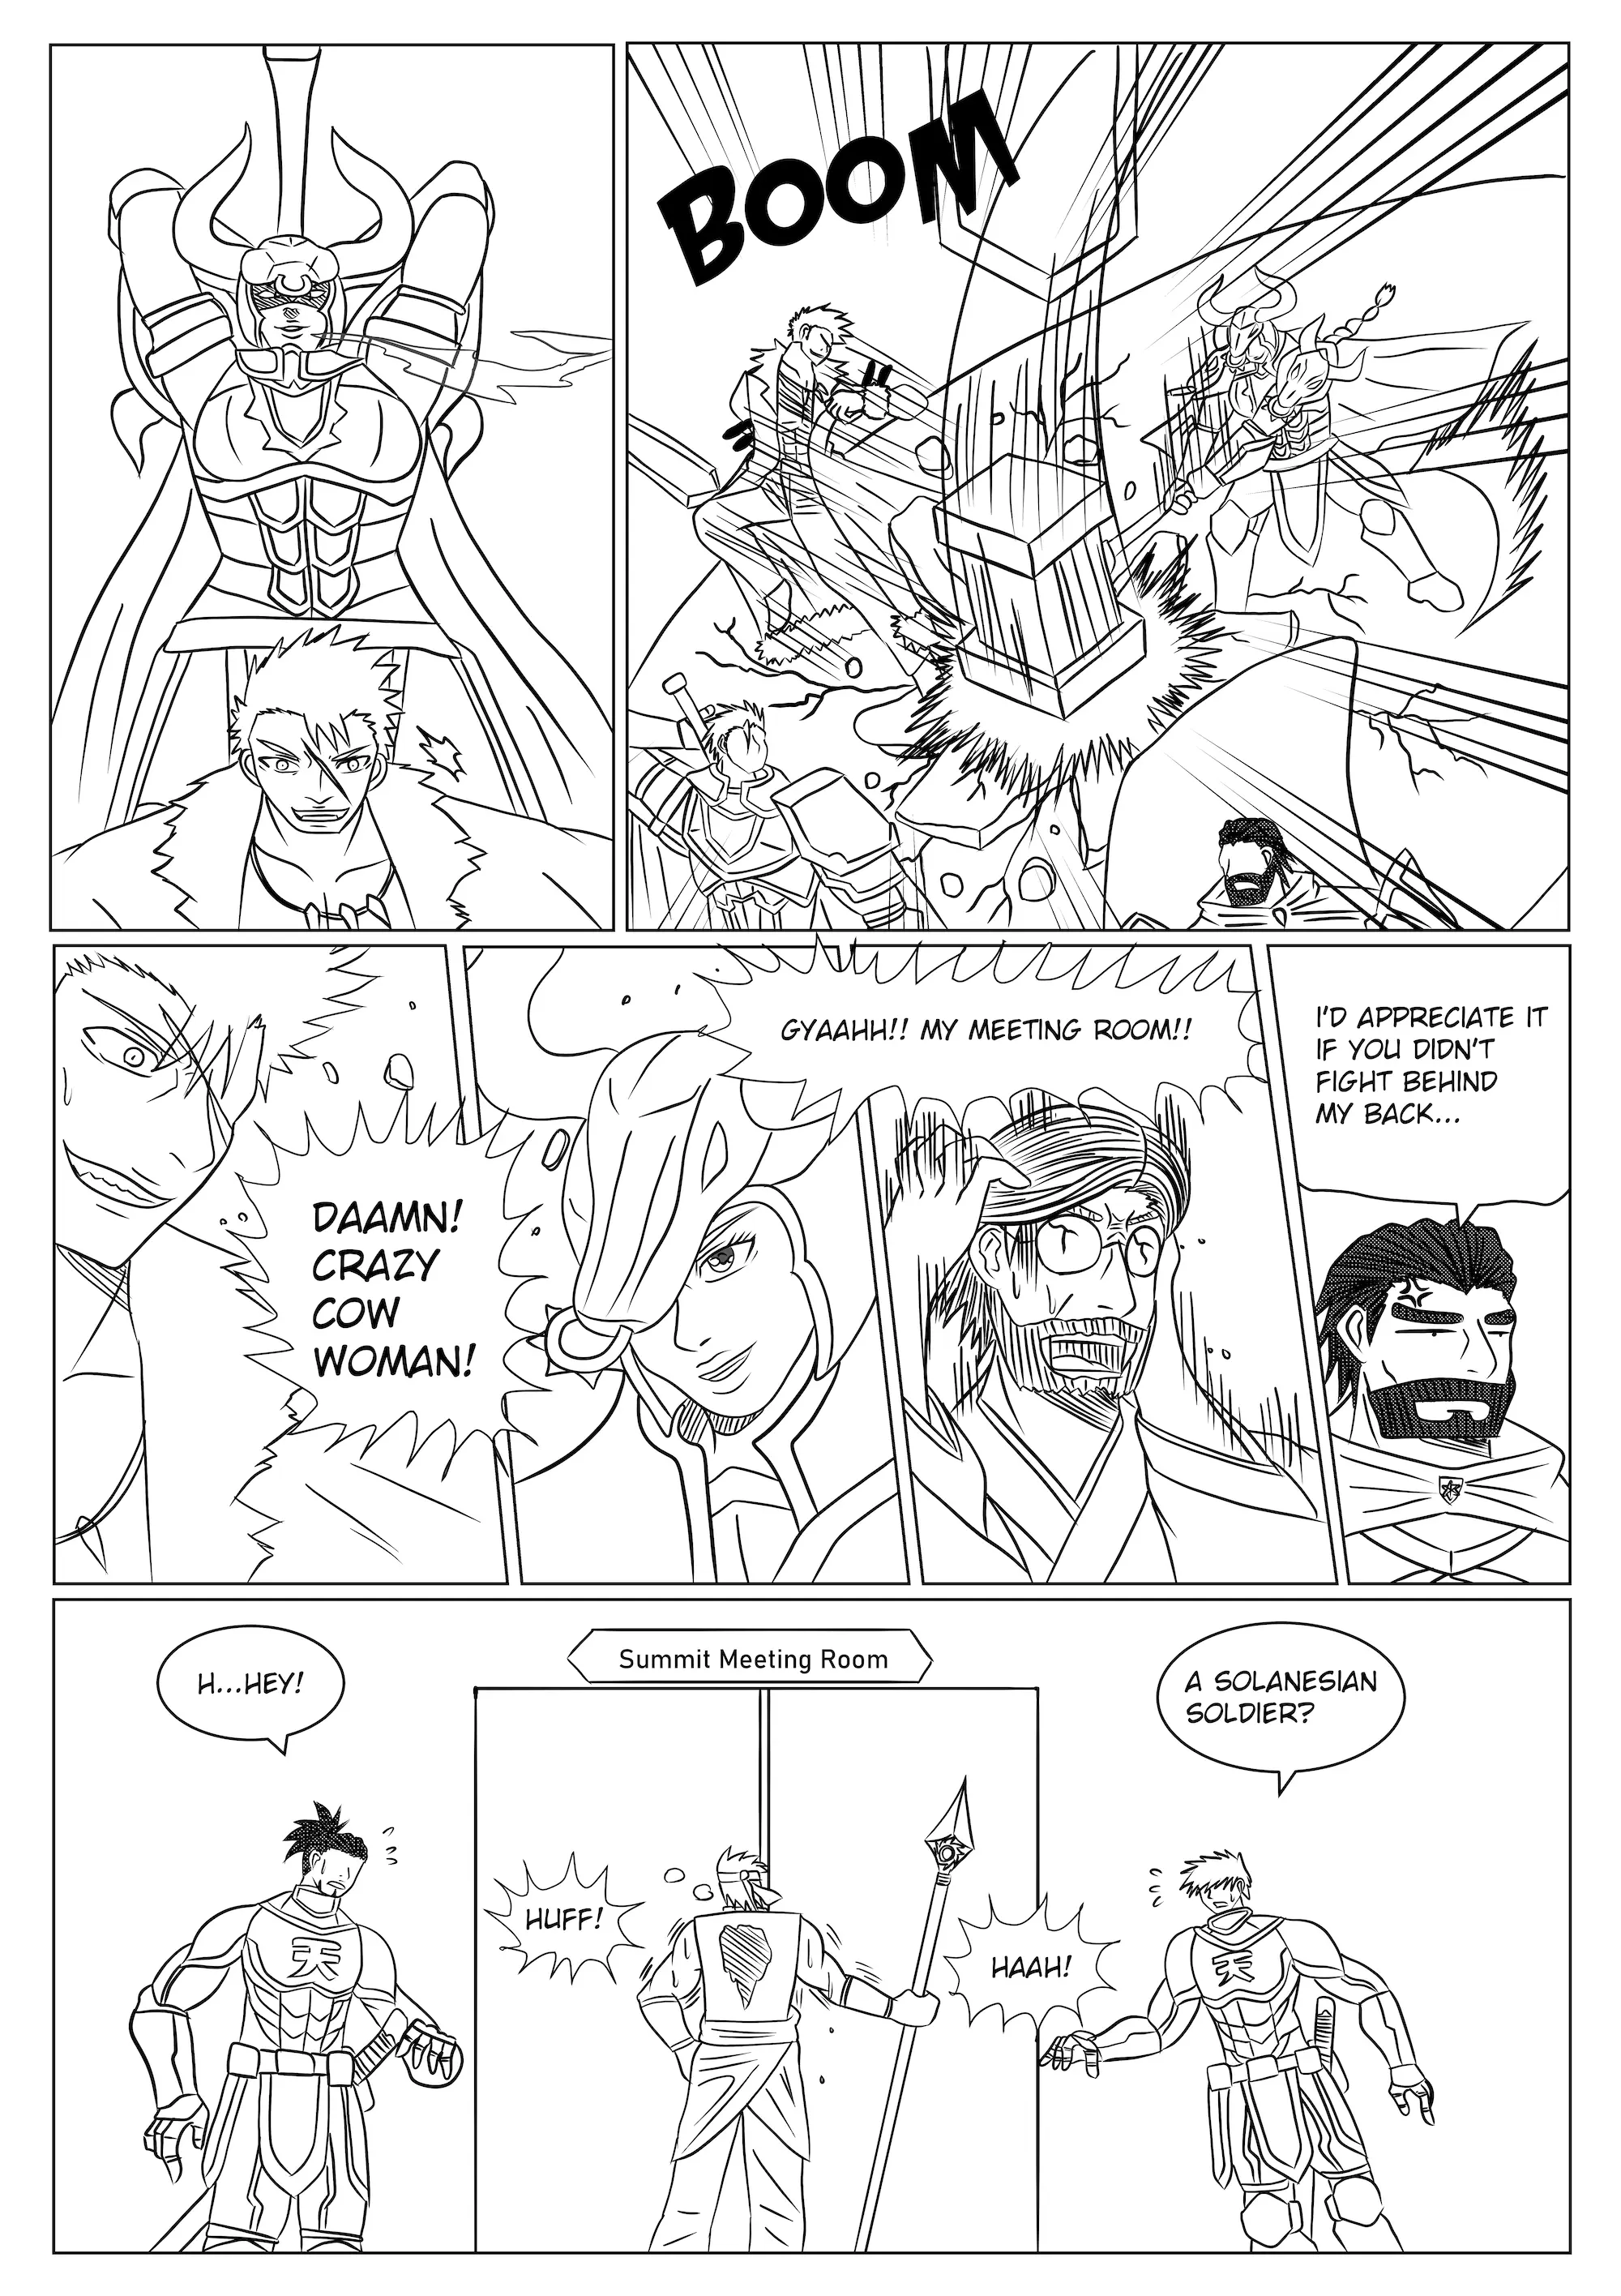 BOOM
DAAMN!
CRAZY
COW
WOMAN!
GYAAHH!! MY MEETING ROOM!!
I'D APPRECIATE IT
IF YOU DIDN'T
FIGHT BEHIND
MY BACK...
Summit Meeting Room
H...HEY!
A SOLANESIAN
SOLDIER?
HUFF!
HAAH!
天
天